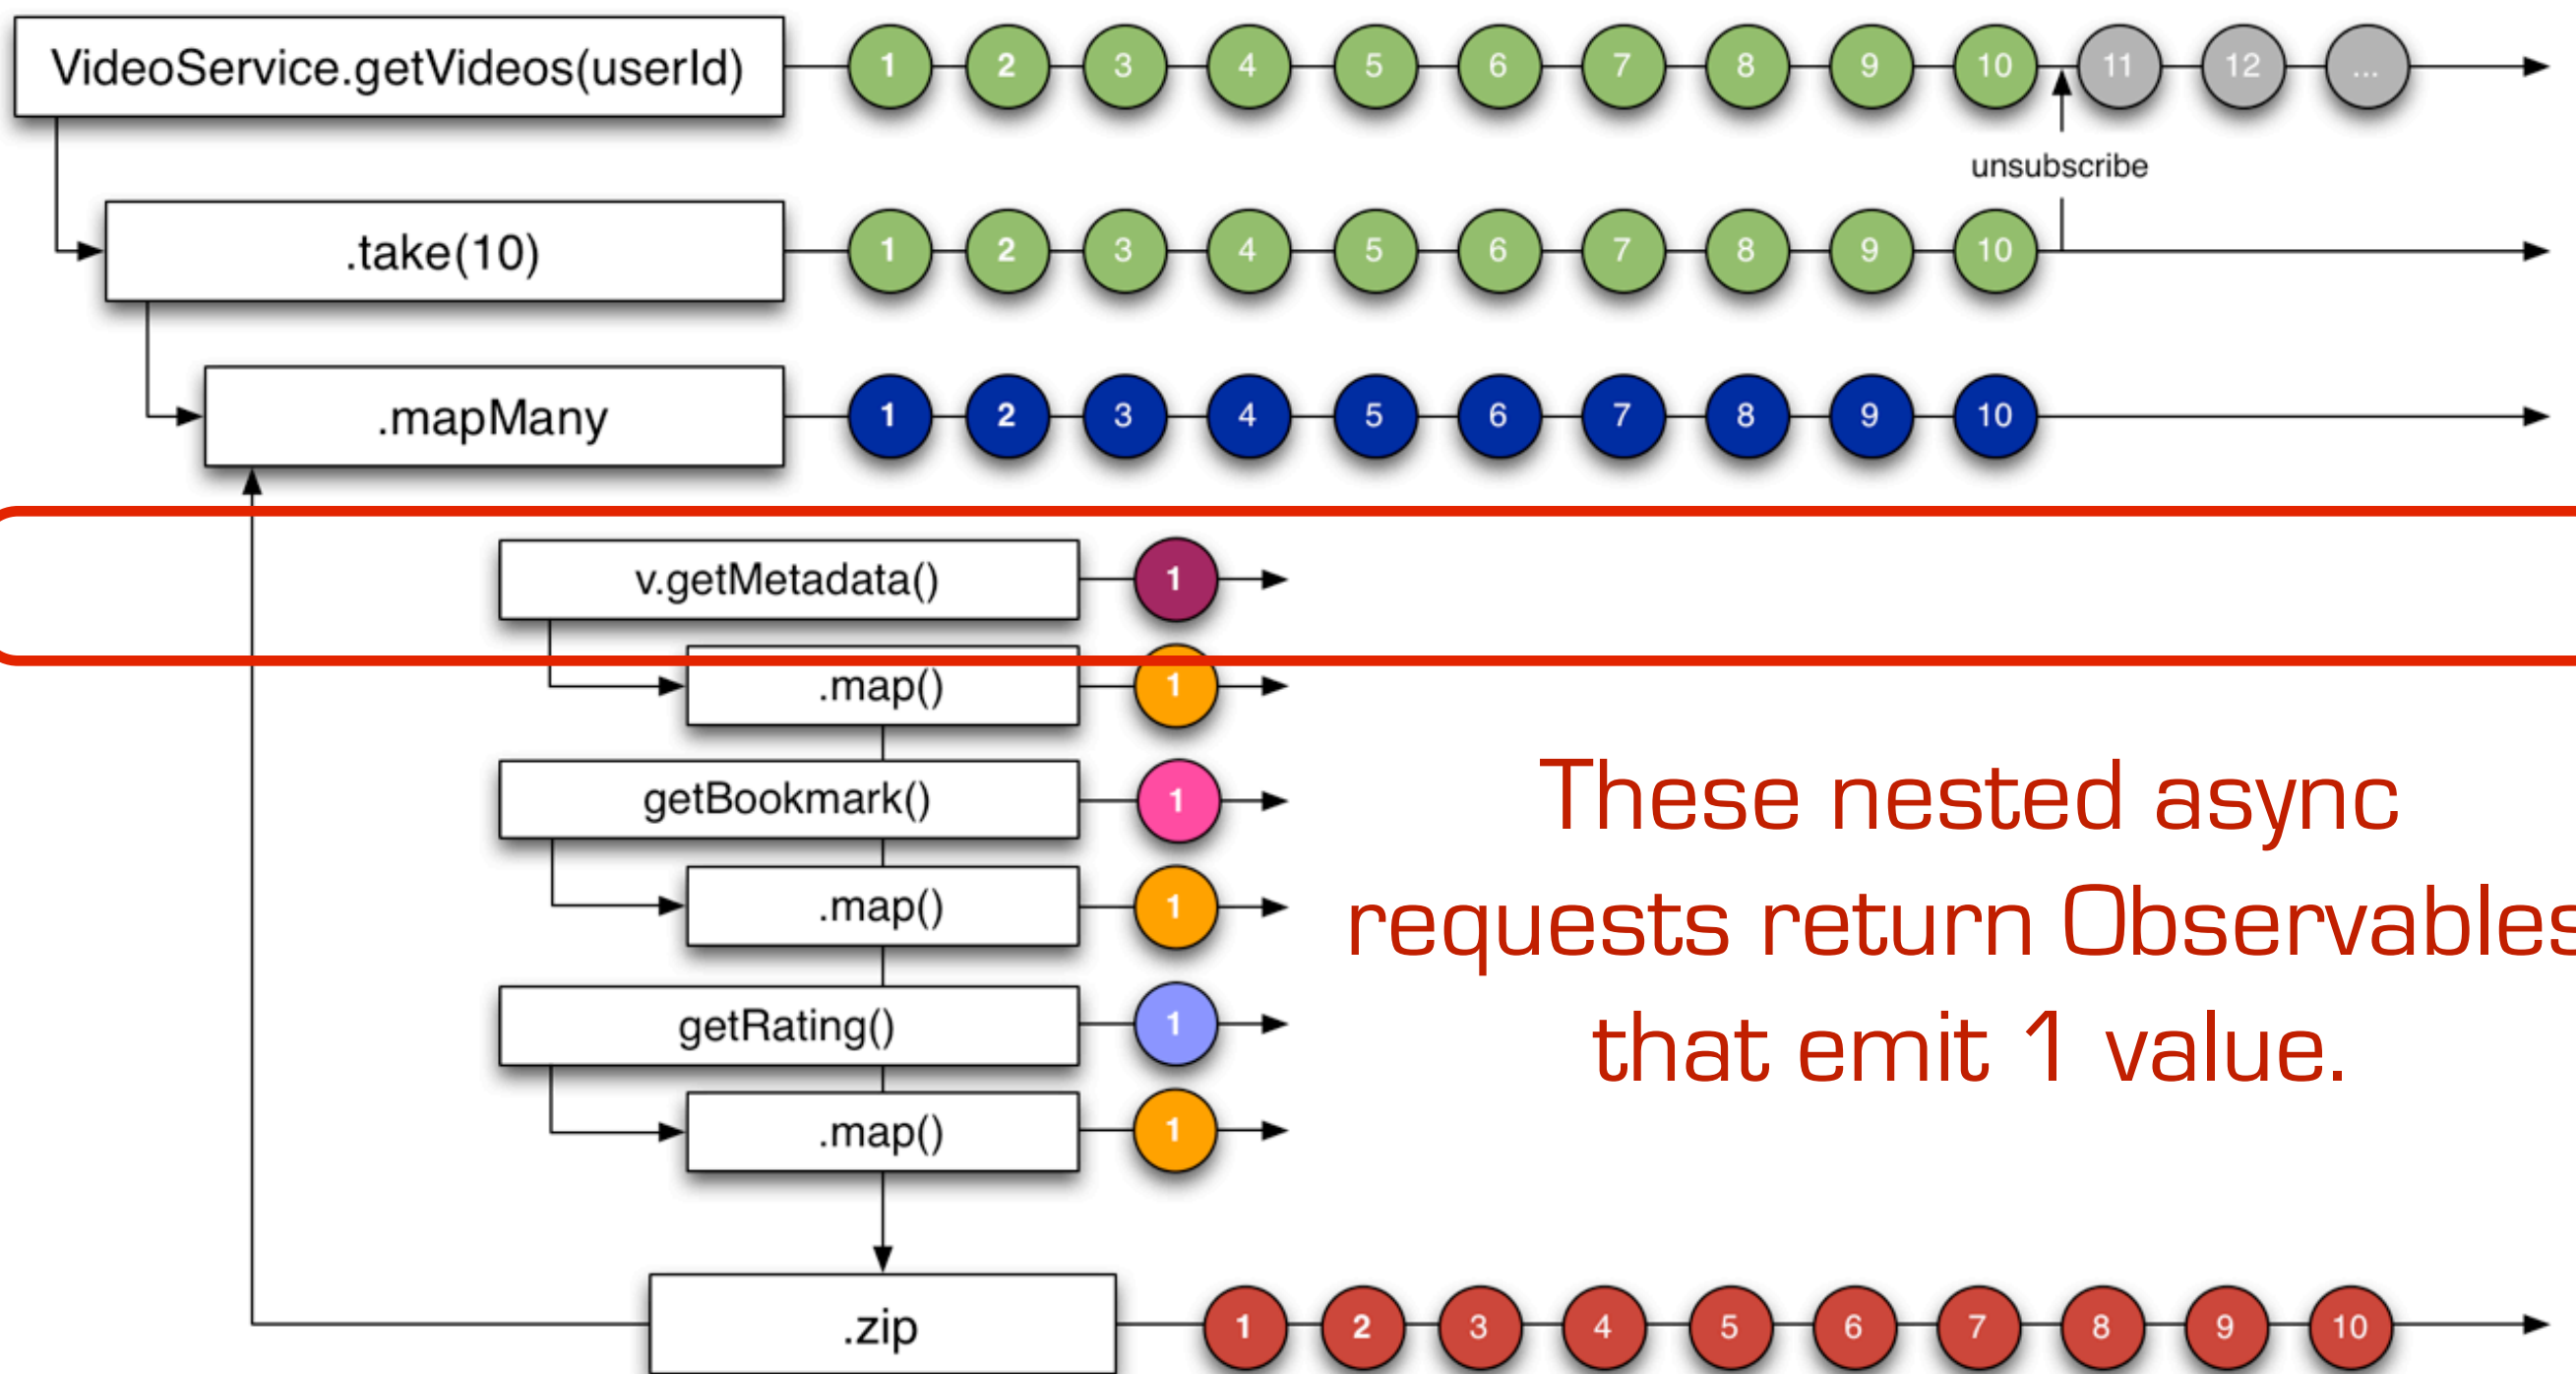 VideoService.getVideos(userId) 1 2 3 4 5 6 7 8 9 10 11 12 ...
unsubscribe
.take(10) 1 2 3 4 5 6 7 8 9 10
.mapMany 1 2 3 4 5 6 7 8 9 10
v.getMetadata() 1
.map() 1
getBookmark() 1
.map() 1
getRating() 1
.map() 1
These nested async
requests return Observables
that emit 1 value.
.zip 1 2 3 4 5 6 7 8 9 10